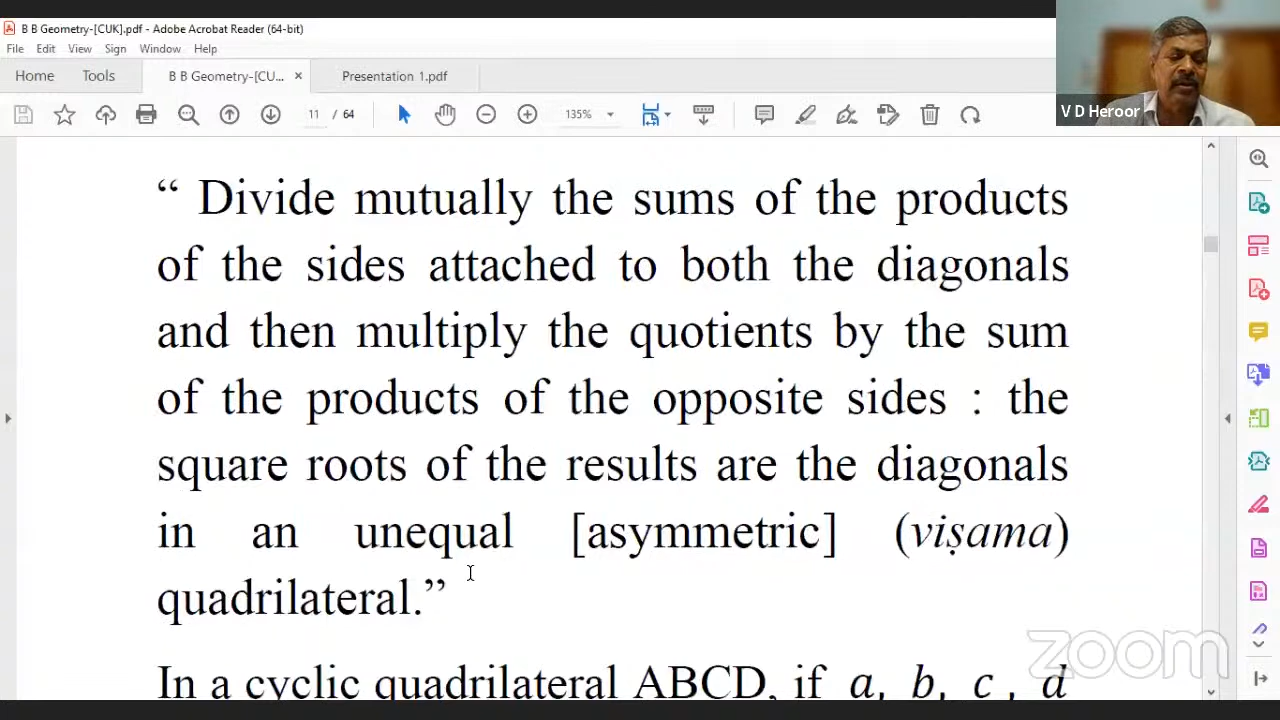 B B Geometry-[CUK].pdf - Adobe Acrobat Reader (64-bit)
File Edit View Sign Window Help
Home Tools B B Geometry-[CU... × Presentation 1.pdf
11 / 64 135%
V D Heroor
“ Divide mutually the sums of the products
of the sides attached to both the diagonals
and then multiply the quotients by the sum
of the products of the opposite sides : the
square roots of the results are the diagonals
in an unequal [asymmetric] (viṣama)
quadrilateral.”
In a cyclic quadrilateral ABCD, if a, b, c , d
zoom